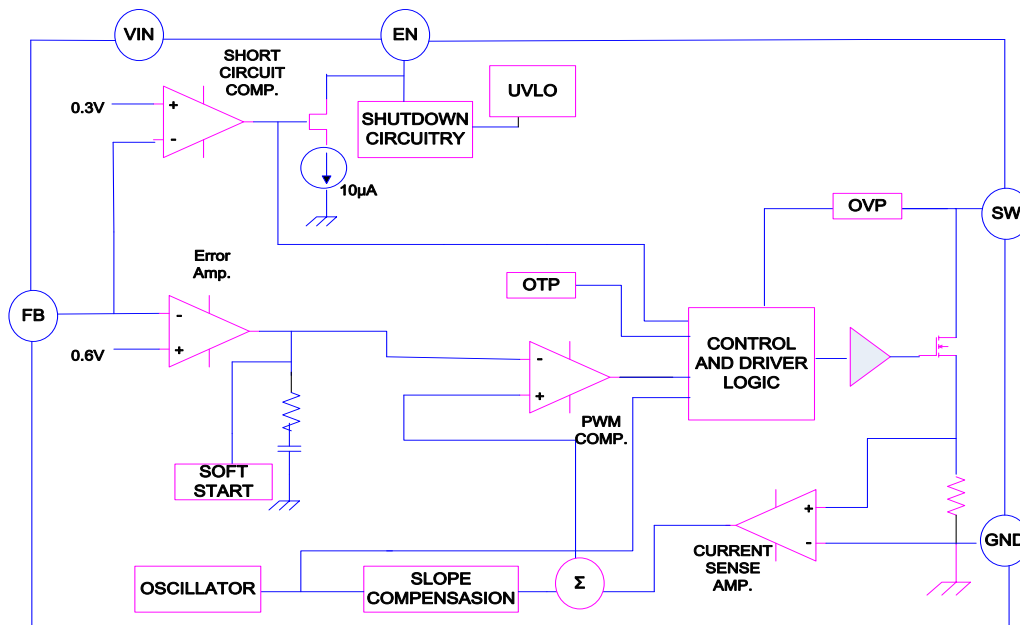 VIN
EN
SHORT
CIRCUIT
COMP.
UVLO
0.3V
+
-
SHUTDOWN
CIRCUITRY
10µA
OVP
SW
Error
Amp.
OTP
FB
-
+
0.6V
CONTROL
AND DRIVER
LOGIC
-
+
PWM
COMP.
SOFT
START
+
-
CURRENT
SENSE
AMP.
GND
OSCILLATOR
SLOPE
COMPENSASION
Σ